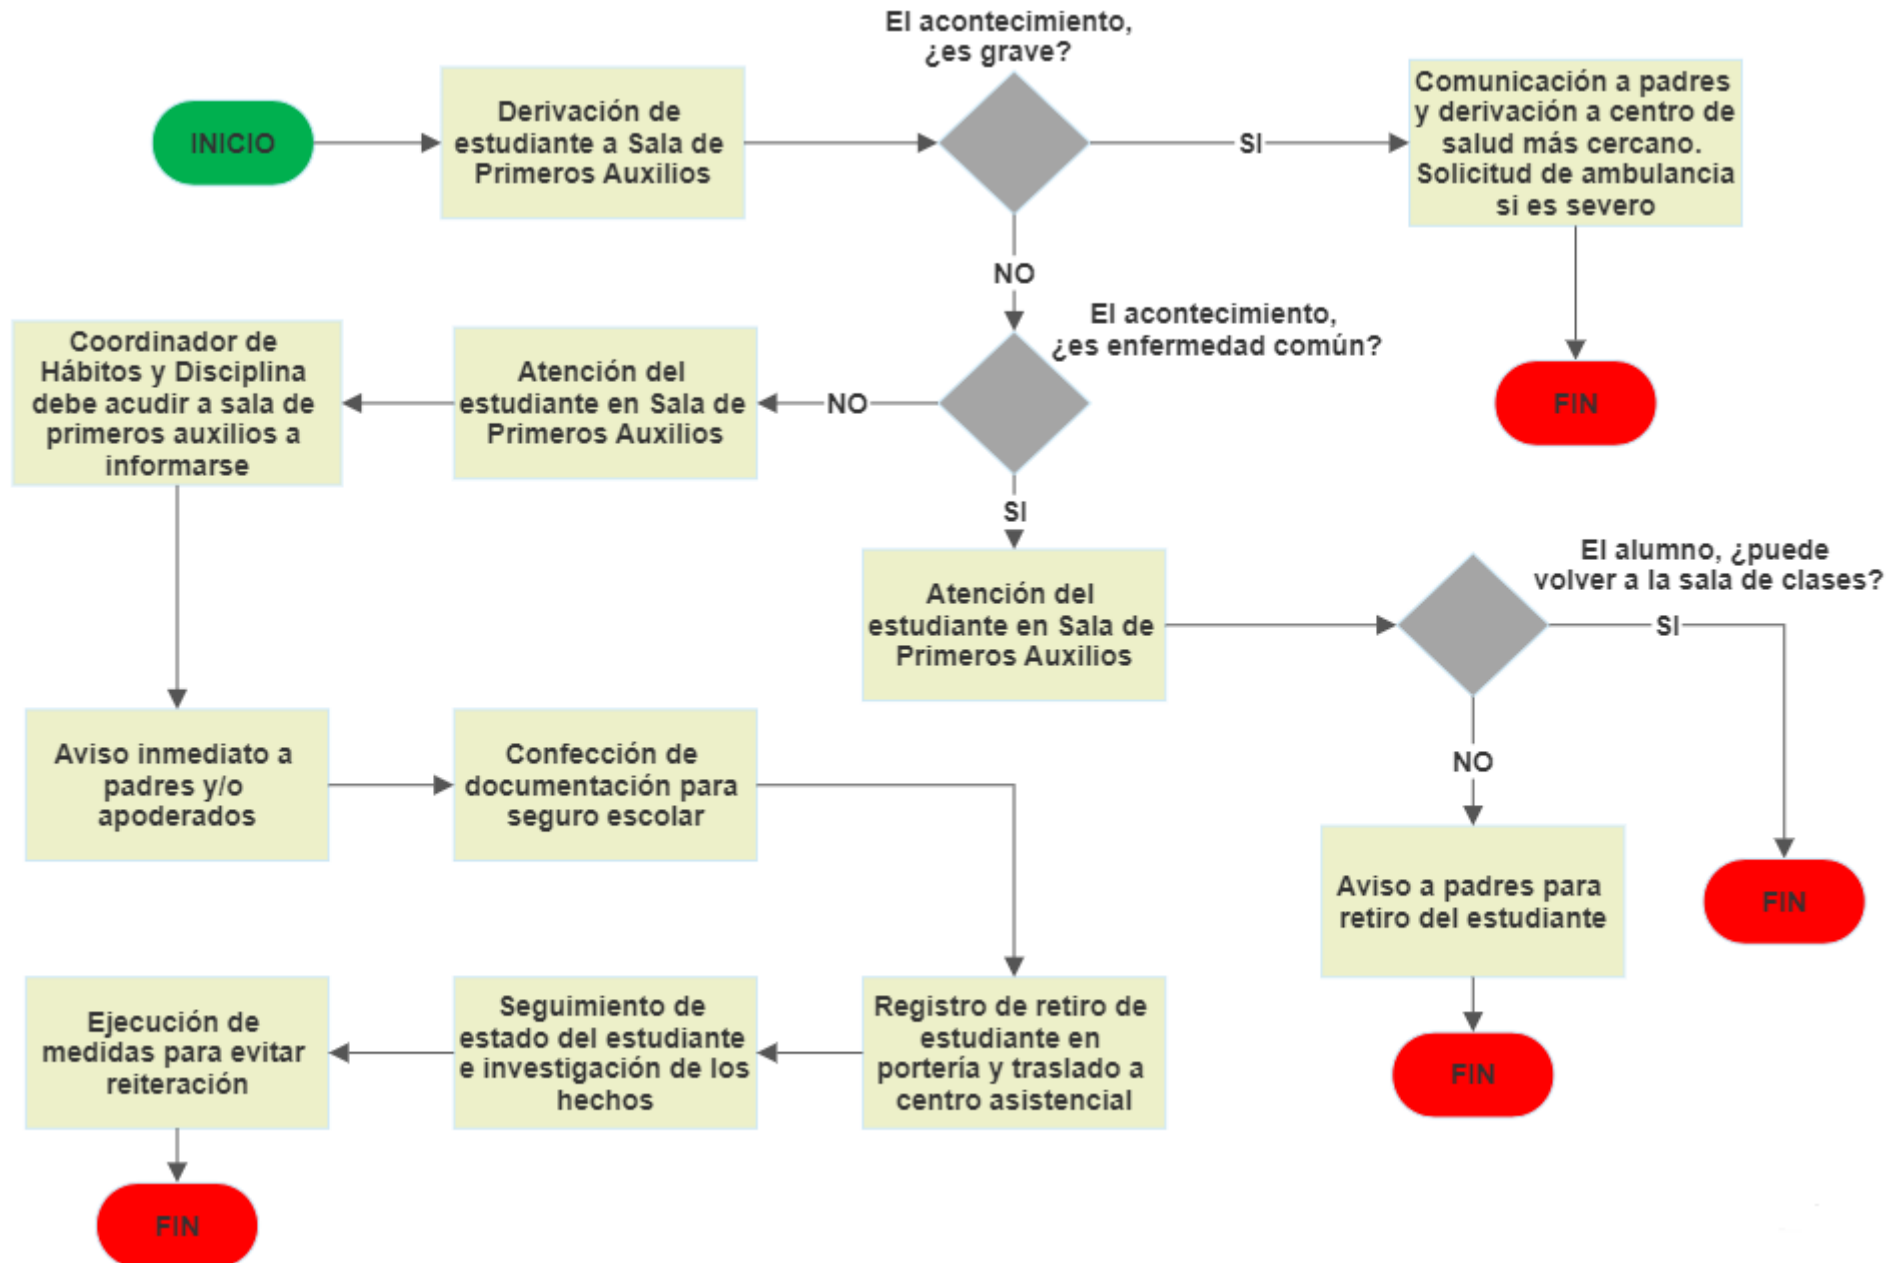 El acontecimiento,
¿es grave?
INICIO
Derivación de
estudiante a Sala de
Primeros Auxilios
SI
Comunicación a padres
y derivación a centro de
salud más cercano.
Solicitud de ambulancia
si es severo
NO
FIN
El acontecimiento,
¿es enfermedad común?
NO
Atención del
estudiante en Sala de
Primeros Auxilios
Coordinador de
Hábitos y Disciplina
debe acudir a sala de
primeros auxilios a
informarse
SI
Atención del
estudiante en Sala de
Primeros Auxilios
El alumno, ¿puede
volver a la sala de clases?
SI
FIN
NO
Aviso a padres para
retiro del estudiante
FIN
Aviso inmediato a
padres y/o
apoderados
Confección de
documentación para
seguro escolar
Registro de retiro de
estudiante en
portería y traslado a
centro asistencial
Seguimiento de
estado del estudiante
e investigación de los
hechos
Ejecución de
medidas para evitar
reiteración
FIN